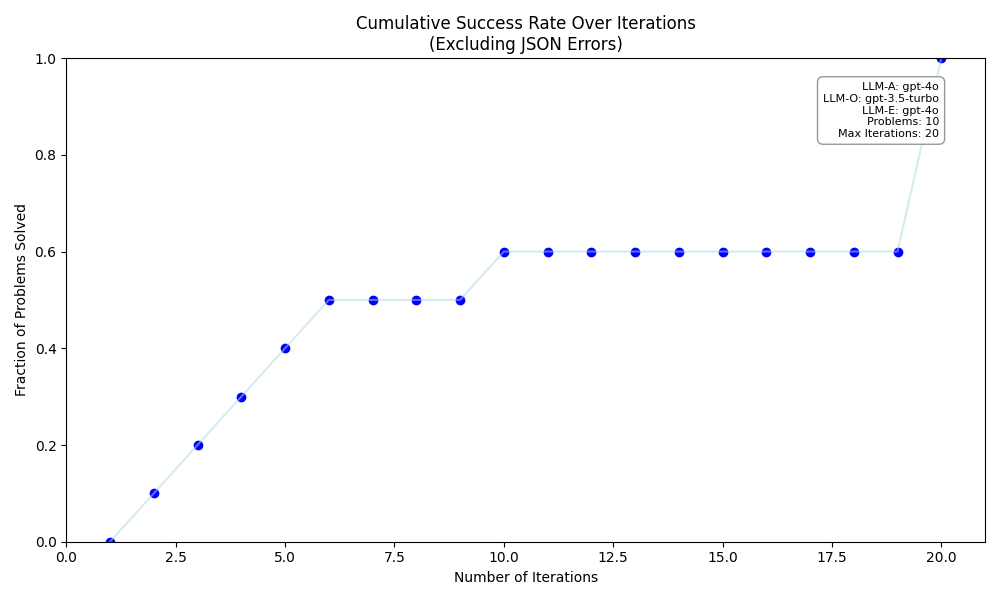 Cumulative Success Rate Over Iterations
(Excluding JSON Errors)
LLM-A: gpt-4o
LLM-O: gpt-3.5-turbo
LLM-E: gpt-4o
Problems: 10
Max Iterations: 20
Fraction of Problems Solved
1.0
0.8
0.6
0.4
0.2
0.0
0.0 2.5 5.0 7.5 10.0 12.5 15.0 17.5 20.0
Number of Iterations